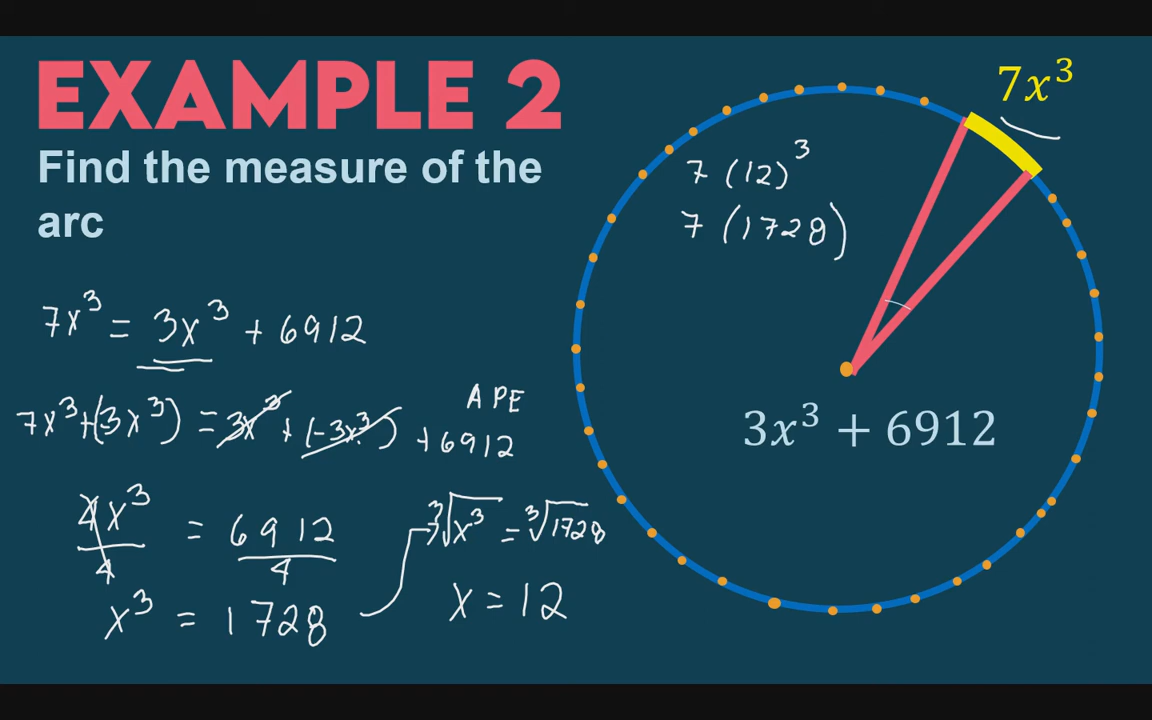 EXAMPLE 2
Find the measure of the
arc
7x³ = 3x³ + 6912
7x³+(-3x³) = 3x³ + (-3x³) + 6912
APE
4x³/4 = 6912/4
x³ = 1728
∛x³ = ∛1728
x = 12
7x³
7(12)³
7(1728)
3x³ + 6912